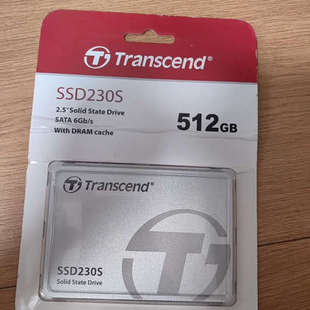 Transcend®
SSD230S
2.5" Solid State Drive
SATA 6Gb/s
With DRAM cache
512GB
Transcend®
SSD230S
Solid State Drive